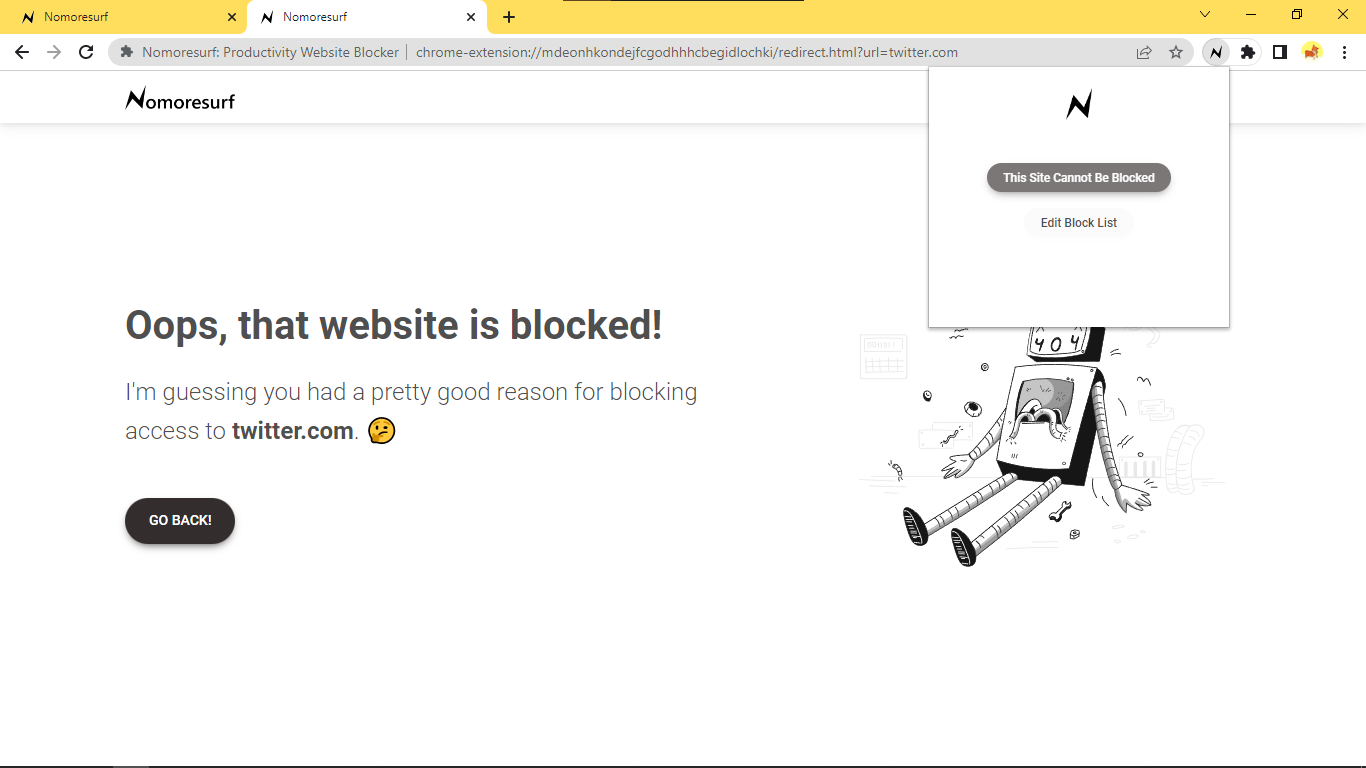 Nomoresurf
Nomoresurf
Nomoresurf: Productivity Website Blocker | chrome-extension://mdeonhkondejfcgodhhhcbegidlochki/redirect.html?url=twitter.com
Nomoresurf
This Site Cannot Be Blocked
Edit Block List
Oops, that website is blocked!
I'm guessing you had a pretty good reason for blocking
access to twitter.com. 🤔
GO BACK!
404